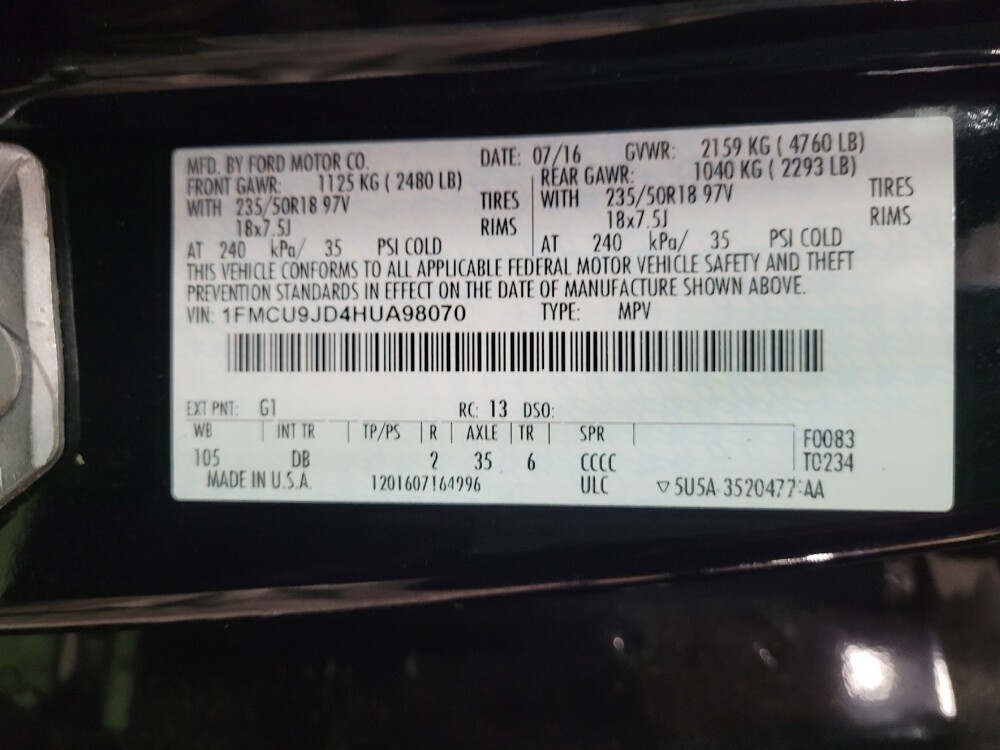 MFD. BY FORD MOTOR CO. DATE: 07/16 GVWR: 2159 KG ( 4760 LB)
FRONT GAWR: 1125 KG ( 2480 LB) REAR GAWR: 1040 KG ( 2293 LB)
WITH 235/50R18 97V TIRES WITH 235/50R18 97V TIRES
18x7.5J RIMS 18x7.5J RIMS
AT 240 kPa/ 35 PSI COLD AT 240 kPa/ 35 PSI COLD
THIS VEHICLE CONFORMS TO ALL APPLICABLE FEDERAL MOTOR VEHICLE SAFETY AND THEFT
PREVENTION STANDARDS IN EFFECT ON THE DATE OF MANUFACTURE SHOWN ABOVE.
VIN: 1FMCU9JD4HUA98070 TYPE: MPV
EXT PNT: G1 RC: 13 DSO:
WB INT TR TP/PS R AXLE TR SPR F0083
105 DB 2 35 6 CCCC T0234
MADE IN U.S.A. 1201607164996 ULC ▽ 5U5A-3520472-AA